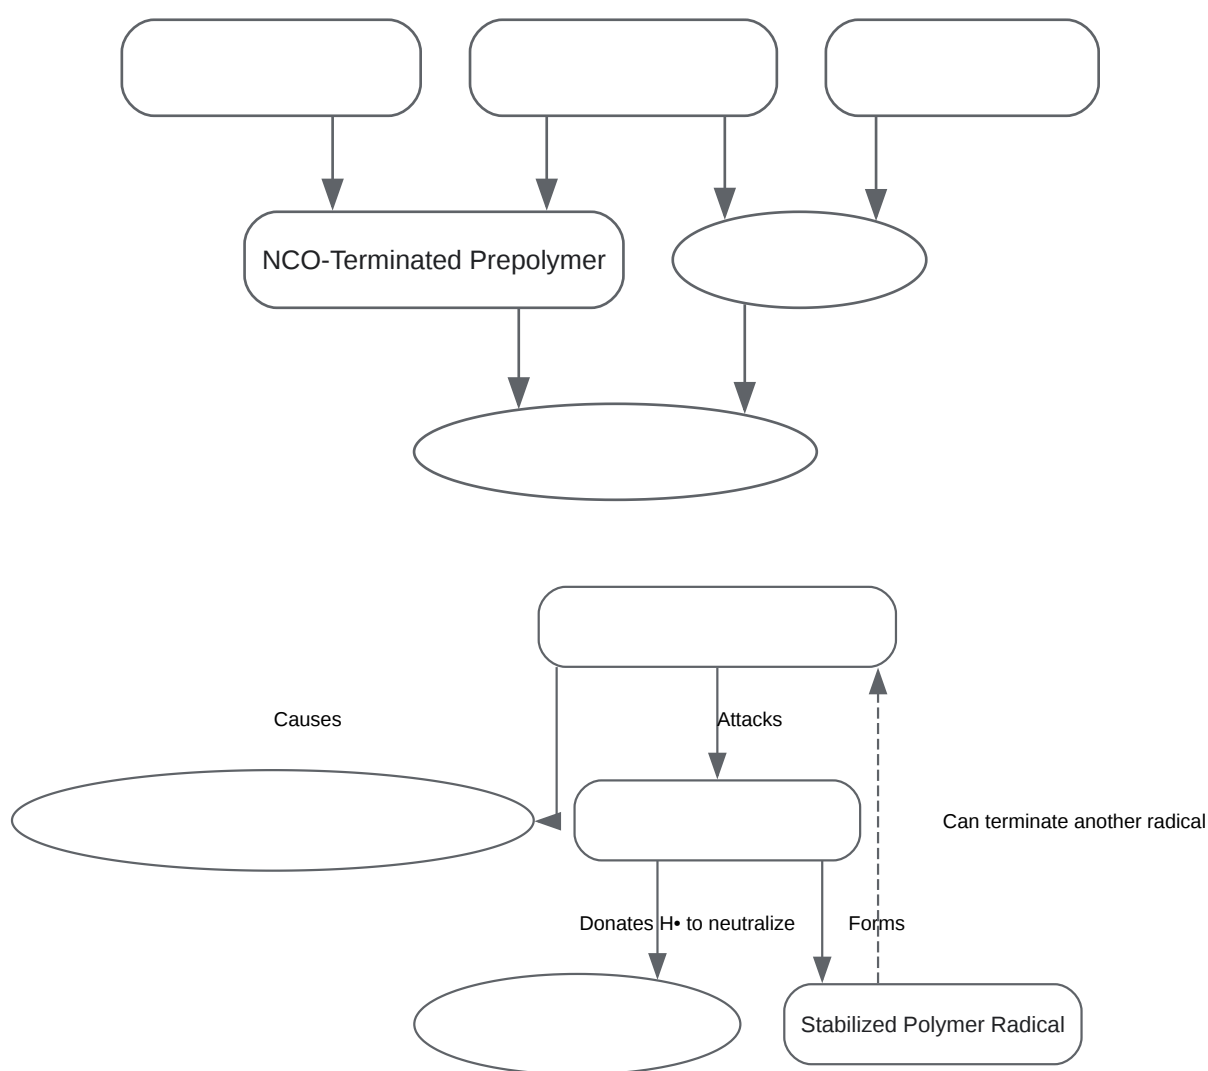 NCO-Terminated Prepolymer
Causes
Attacks
Can terminate another radical
Donates H• to neutralize
Forms
Stabilized Polymer Radical